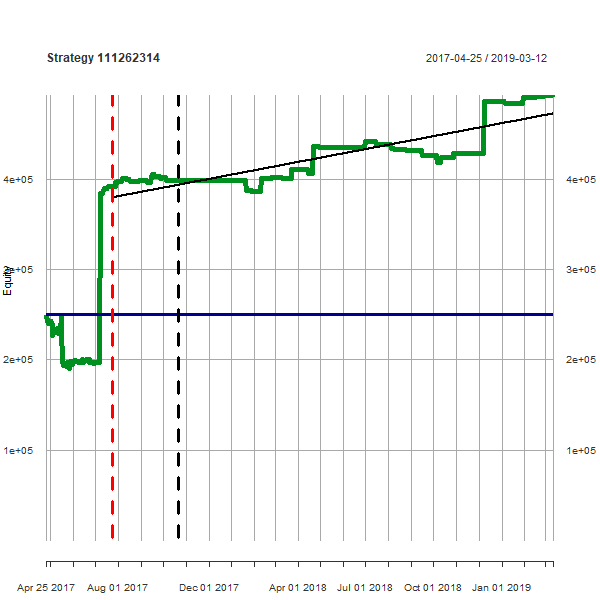 Strategy 111262314
2017-04-25 / 2019-03-12
4e+05
4e+05
3e+05
3e+05
Equity
2e+05
2e+05
1e+05
1e+05
Apr 25 2017
Aug 01 2017
Dec 01 2017
Apr 01 2018
Jul 01 2018
Oct 01 2018
Jan 01 2019